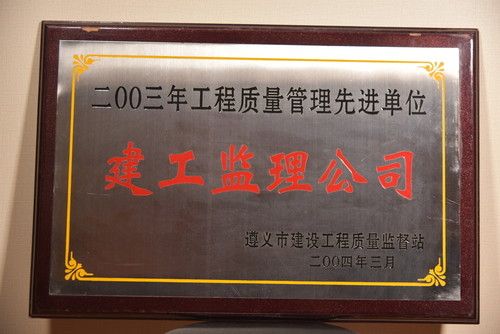 二00三年工程质量管理先进单位
建工监理公司
遵义市建设工程质量监督站
二00四年三月